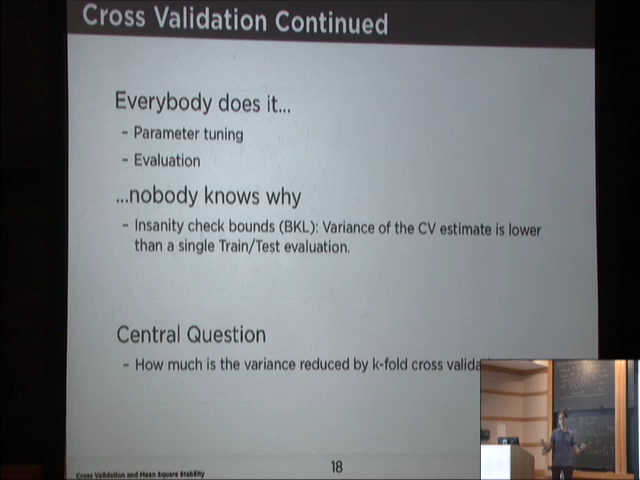 Cross Validation Continued
Everybody does it...
- Parameter tuning
- Evaluation
...nobody knows why
- Insanity check bounds (BKL): Variance of the CV estimate is lower
than a single Train/Test evaluation.
Central Question
- How much is the variance reduced by k-fold cross valida
Cross Validation and Mean Square Stability
18